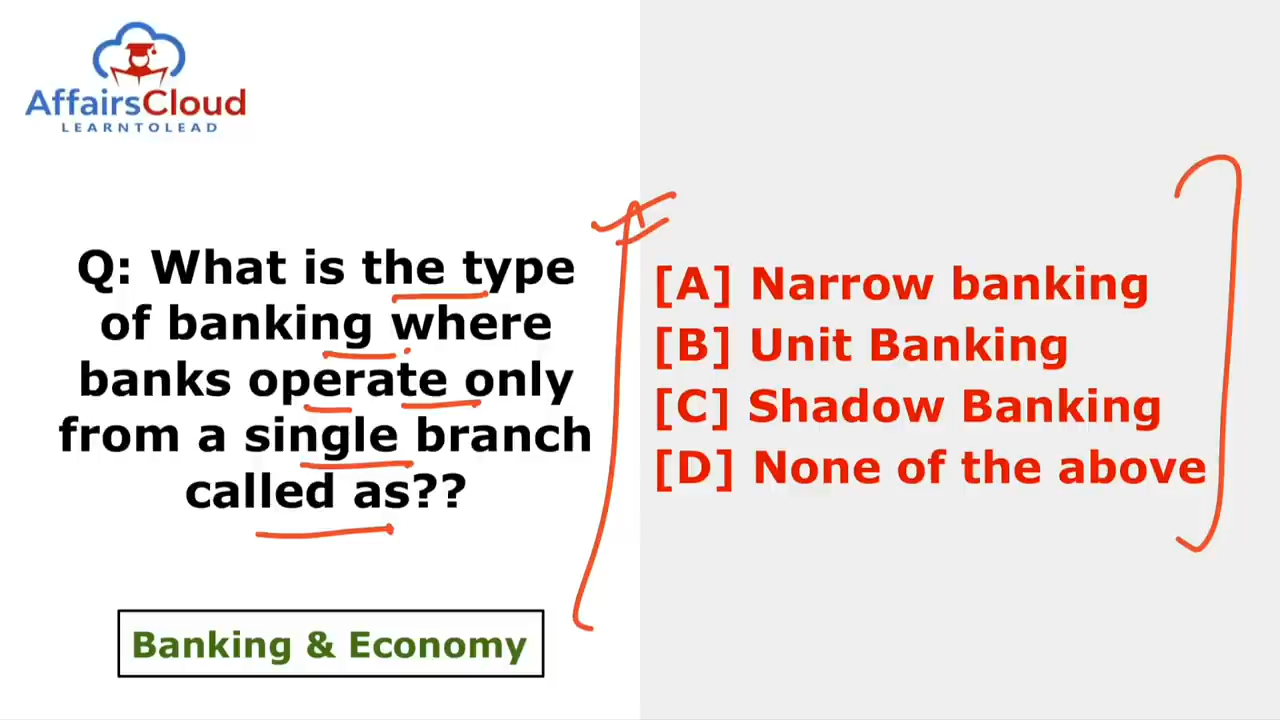 AffairsCloud
LEARNTOLEAD
Q: What is the type
of banking where
banks operate only
from a single branch
called as??
[A] Narrow banking
[B] Unit Banking
[C] Shadow Banking
[D] None of the above
Banking & Economy